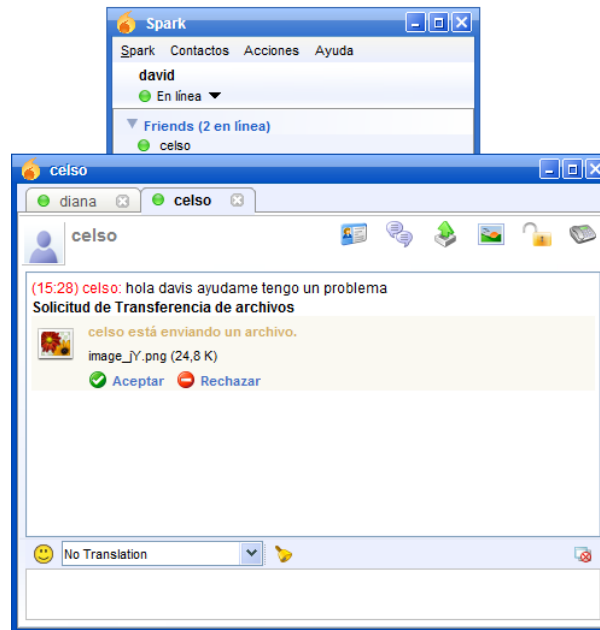 Spark
Spark Contactos Acciones Ayuda
david
En línea
Friends (2 en línea)
celso
celso
diana celso
celso
(15:28) celso: hola davis ayudame tengo un problema
Solicitud de Transferencia de archivos
celso está enviando un archivo.
image_jY.png (24,8 K)
Aceptar Rechazar
No Translation